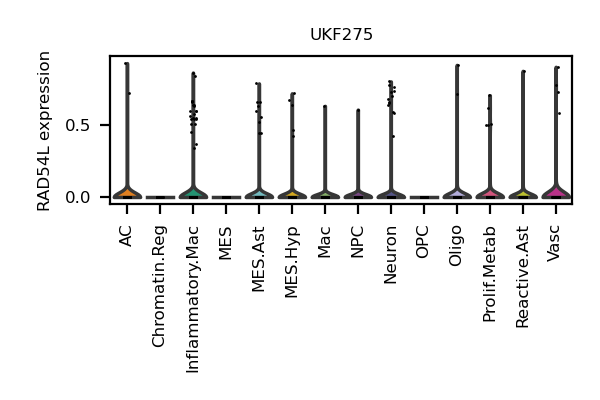 UKF275
RAD54L expression
0.5
0.0
AC
Chromatin.Reg
Inflammatory.Mac
MES
MES.Ast
MES.Hyp
Mac
NPC
Neuron
OPC
Oligo
Prolif.Metab
Reactive.Ast
Vasc